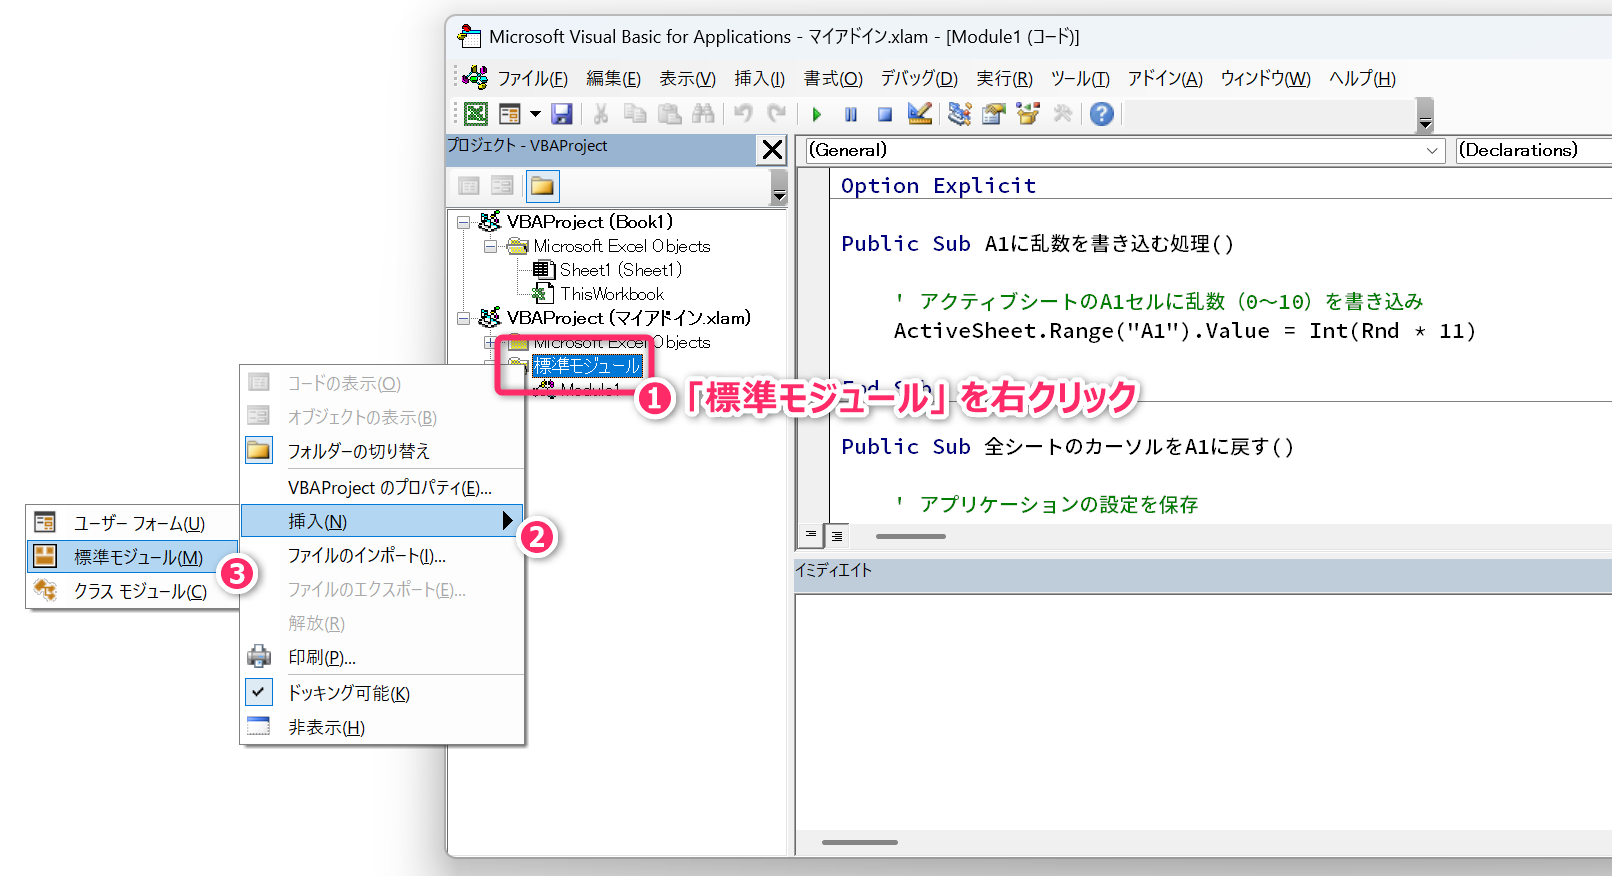 Microsoft Visual Basic for Applications - マイアドイン.xlam - [Module1 (コード)]
ファイル(F) 編集(E) 表示(V) 挿入(I) 書式(O) デバッグ(D) 実行(R) ツール(T) アドイン(A) ウィンドウ(W) ヘルプ(H)
プロジェクト - VBAProject
VBAProject (Book1)
Microsoft Excel Objects
Sheet1 (Sheet1)
ThisWorkbook
VBAProject (マイアドイン.xlam)
Microsoft Excel Objects
標準モジュール
Module1
❶「標準モジュール」を右クリック
コードの表示(O)
オブジェクトの表示(B)
フォルダーの切り替え
VBAProject のプロパティ(E)...
挿入(N)
❷
ファイルのインポート(I)...
ファイルのエクスポート(E)...
解放(R)
印刷(P)...
ドッキング可能(K)
非表示(H)
ユーザー フォーム(U)
標準モジュール(M)
❸
クラス モジュール(C)
(General)
(Declarations)
Option Explicit
Public Sub A1に乱数を書き込む処理()
' アクティブシートのA1セルに乱数（0～10）を書き込み
ActiveSheet.Range("A1").Value = Int(Rnd * 11)
End Sub
Public Sub 全シートのカーソルをA1に戻す()
' アプリケーションの設定を保存
イミディエイト